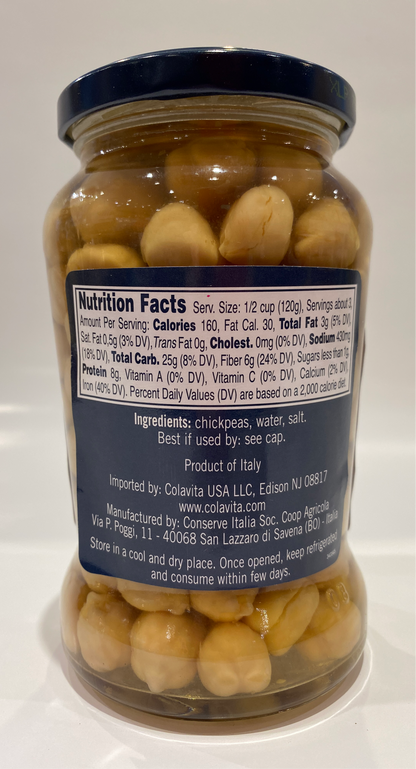 Nutrition Facts Serv. Size: 1/2 cup (120g), Servings about 3,
Amount Per Serving: Calories 160, Fat Cal. 30, Total Fat 3g (5% DV),
Sat. Fat 0,5g (3% DV), Trans Fat 0g, Cholest. 0mg (0% DV), Sodium 430mg
(18% DV), Total Carb. 25g (8% DV), Fiber 6g (24% DV), Sugars less than 1g,
Protein 8g, Vitamin A (0% DV), Vitamin C (0% DV), Calcium (2% DV),
Iron (40% DV). Percent Daily Values (DV) are based on a 2,000 calorie diet.
Ingredients: chickpeas, water, salt.
Best if used by: see cap.
Product of Italy
Imported by: Colavita USA LLC, Edison NJ 08817
www.colavita.com
Manufactured by: Conserve Italia Soc. Coop Agricola
Via P. Poggi, 11 - 40068 San Lazzaro di Savena (BO) - Italia
Store in a cool and dry place. Once opened, keep refrigerated
and consume within few days.